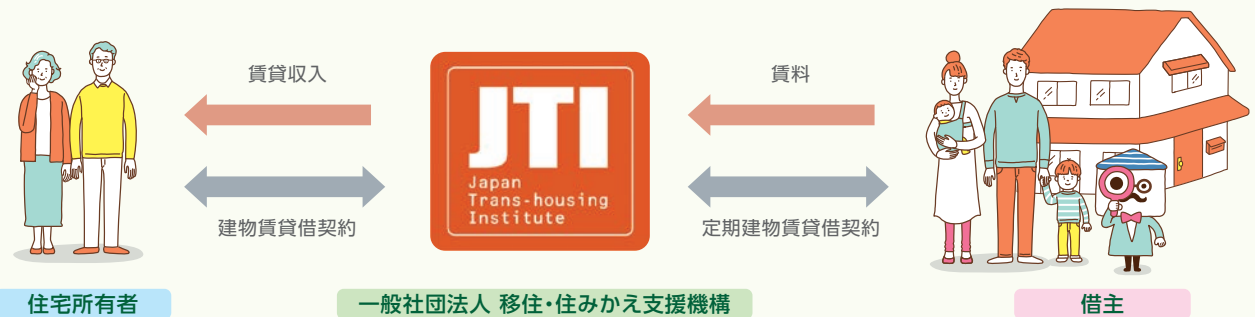 賃貸収入
建物賃貸借契約
JTI
Japan
Trans-housing
Institute
賃料
定期建物賃貸借契約
住宅所有者
一般社団法人 移住・住みかえ支援機構
借主